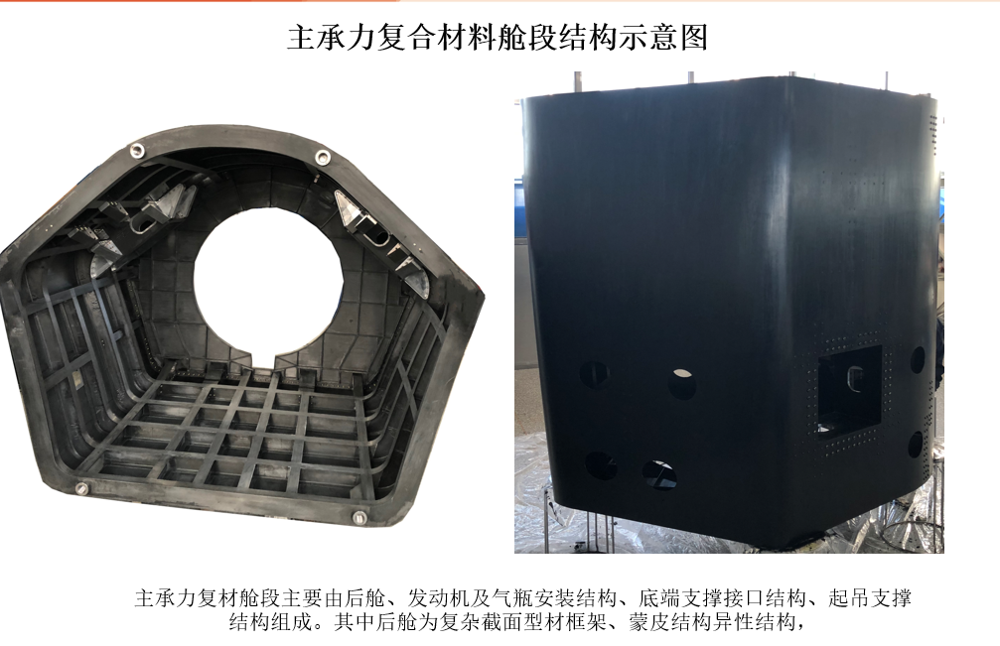 主承力复合材料舱段结构示意图
主承力复材舱段主要由后舱、发动机及气瓶安装结构、底端支撑接口结构、起吊支撑
结构组成。其中后舱为复杂截面型材框架、蒙皮结构异性结构，